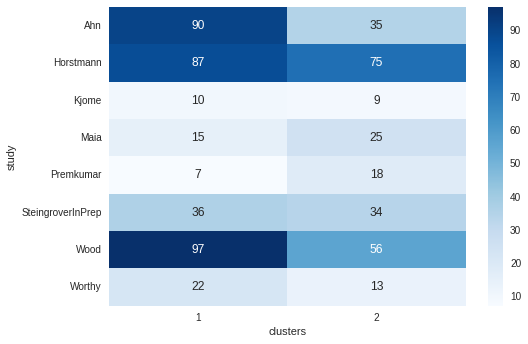 Ahn 90 35
Horstmann 87 75
Kjome 10 9
Maia 15 25
Premkumar 7 18
SteingroverInPrep 36 34
Wood 97 56
Worthy 22 13
1 2
clusters
study
90
80
70
60
50
40
30
20
10